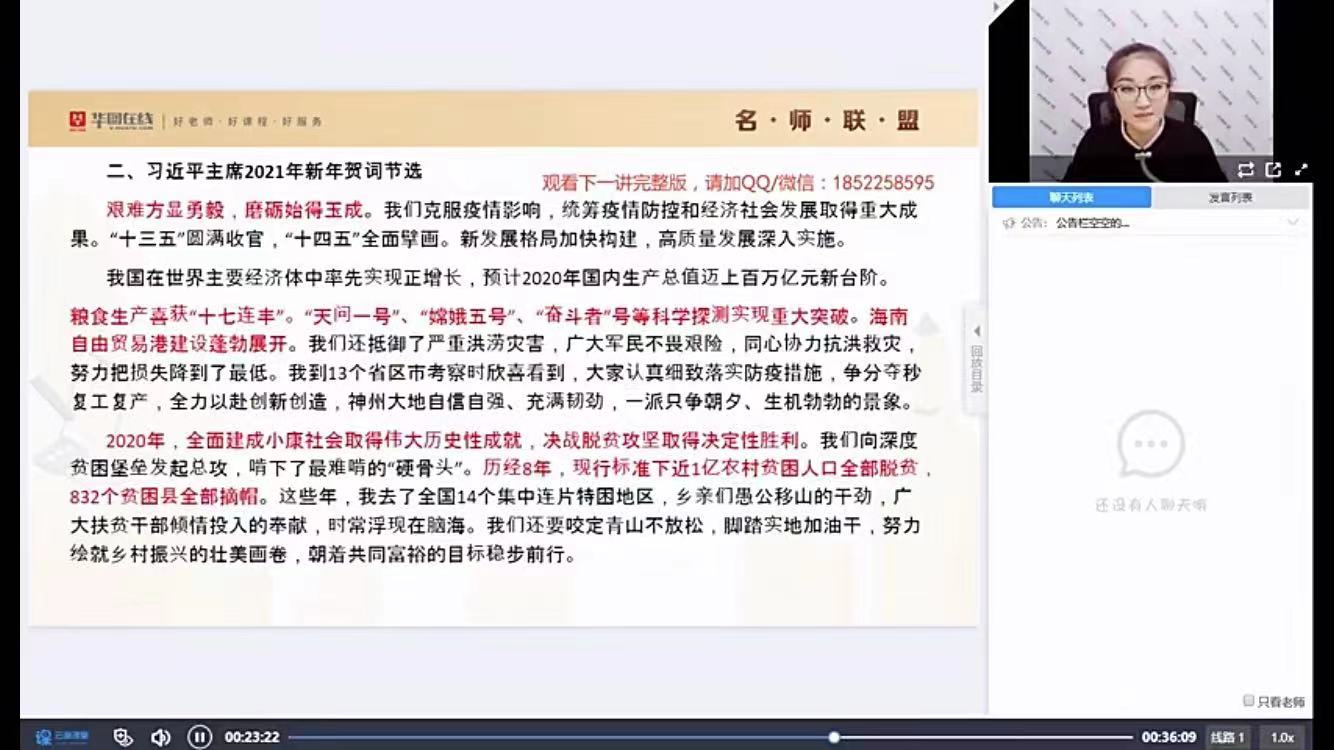 华图在线 | 好老师·好课程·好服务
名·师·联·盟
二、习近平主席2021年新年贺词节选
观看下一讲完整版，请加QQ/微信：1852258595
艰难方显勇毅，磨砺始得玉成。我们克服疫情影响，统筹疫情防控和经济社会发展取得重大成
果。“十三五”圆满收官，“十四五”全面擘画。新发展格局加快构建，高质量发展深入实施。
我国在世界主要经济体中率先实现正增长，预计2020年国内生产总值迈上百万亿元新台阶。
粮食生产喜获“十七连丰”。“天问一号”、“嫦娥五号”、“奋斗者”号等科学探测实现重大突破。海南
自由贸易港建设蓬勃展开。我们还抵御了严重洪涝灾害，广大军民不畏艰险，同心协力抗洪救灾，
努力把损失降到了最低。我到13个省区市考察时欣喜看到，大家认真细致落实防疫措施，争分夺秒
复工复产，全力以赴创新创造，神州大地自信自强、充满韧劲，一派只争朝夕、生机勃勃的景象。
2020年，全面建成小康社会取得伟大历史性成就，决战脱贫攻坚取得决定性胜利。我们向深度
贫困堡垒发起总攻，啃下了最难啃的“硬骨头”。历经8年，现行标准下近1亿农村贫困人口全部脱贫，
832个贫困县全部摘帽。这些年，我去了全国14个集中连片特困地区，乡亲们愚公移山的干劲，广
大扶贫干部倾情投入的奉献，时常浮现在脑海。我们还要咬定青山不放松，脚踏实地加油干，努力
绘就乡村振兴的壮美画卷，朝着共同富裕的目标稳步前行。
回放目录
聊天列表
发言列表
公告： 公告栏空空的...
还没有人聊天哦
只看老师
00:23:22
00:36:09
线路 1
1.0x